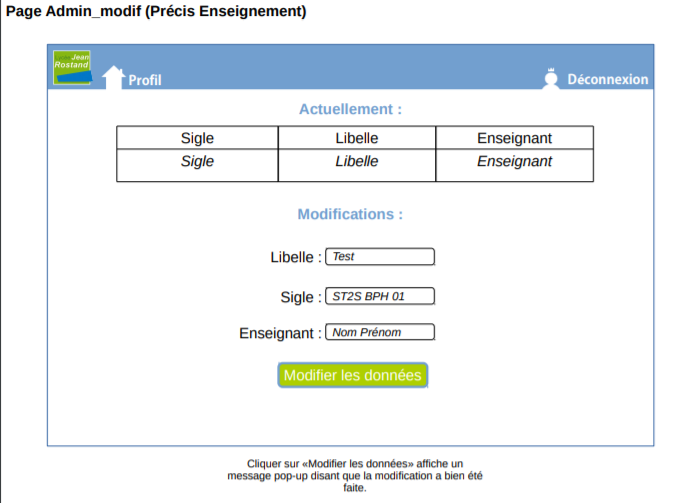 Page Admin_modif (Précis Enseignement)
Jean
Rostand
Profil
Déconnexion
Actuellement :
Sigle Libelle Enseignant
Sigle Libelle Enseignant
Modifications :
Libelle : Test
Sigle : ST2S BPH 01
Enseignant : Nom Prénom
Modifier les données
Cliquer sur «Modifier les données» affiche un
message pop-up disant que la modification a bien été
faite.